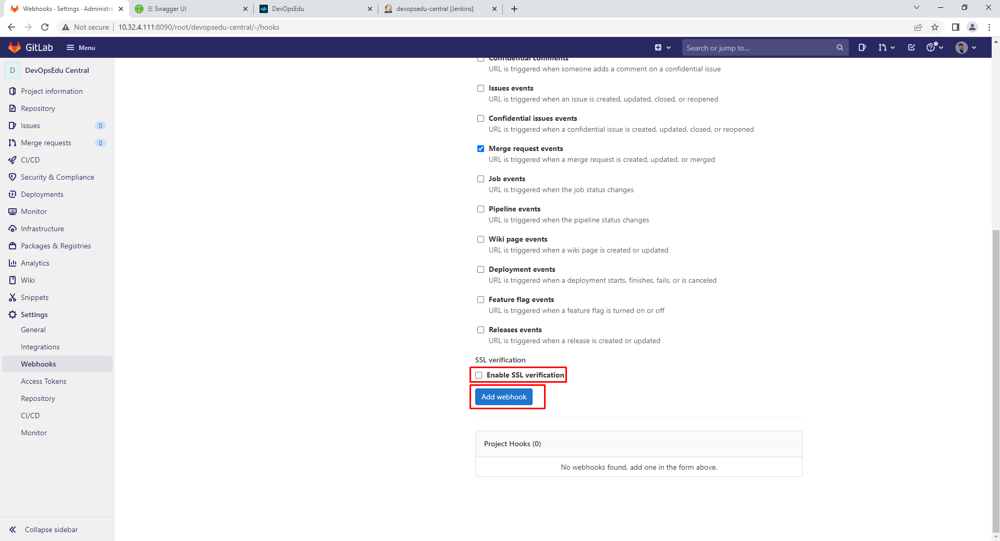 Webhooks · Settings · Administra
Swagger UI
DevOpsEdu
devopsedu-central [Jenkins]
Not secure
10.32.4.111:8090/root/devopsedu-central/-/hooks
GitLab
Menu
Search or jump to...
D
DevOpsEdu Central
Project information
Repository
Issues
0
Merge requests
0
CI/CD
Security & Compliance
Deployments
Monitor
Infrastructure
Packages & Registries
Analytics
Wiki
Snippets
Settings
General
Integrations
Webhooks
Access Tokens
Repository
CI/CD
Monitor
Collapse sidebar
Confidential comments
URL is triggered when someone adds a comment on a confidential issue
Issues events
URL is triggered when an issue is created, updated, closed, or reopened
Confidential issues events
URL is triggered when a confidential issue is created, updated, closed, or reopened
Merge request events
URL is triggered when a merge request is created, updated, or merged
Job events
URL is triggered when the job status changes
Pipeline events
URL is triggered when the pipeline status changes
Wiki page events
URL is triggered when a wiki page is created or updated
Deployment events
URL is triggered when a deployment starts, finishes, fails, or is canceled
Feature flag events
URL is triggered when a feature flag is turned on or off
Releases events
URL is triggered when a release is created or updated
SSL verification
Enable SSL verification
Add webhook
Project Hooks (0)
No webhooks found, add one in the form above.